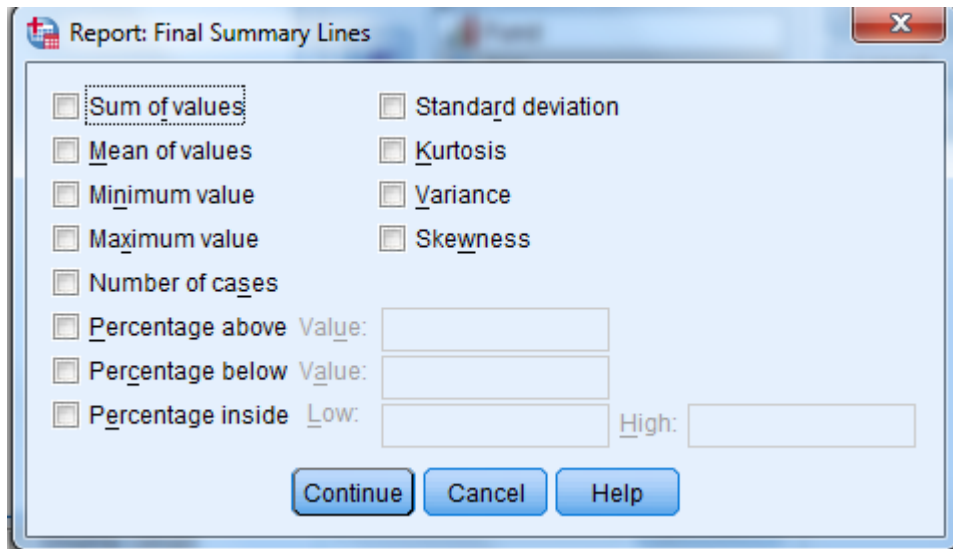 Report: Final Summary Lines
Sum of values Standard deviation
Mean of values Kurtosis
Minimum value Variance
Maximum value Skewness
Number of cases
Percentage above Value:
Percentage below Value:
Percentage inside Low: High:
Continue Cancel Help